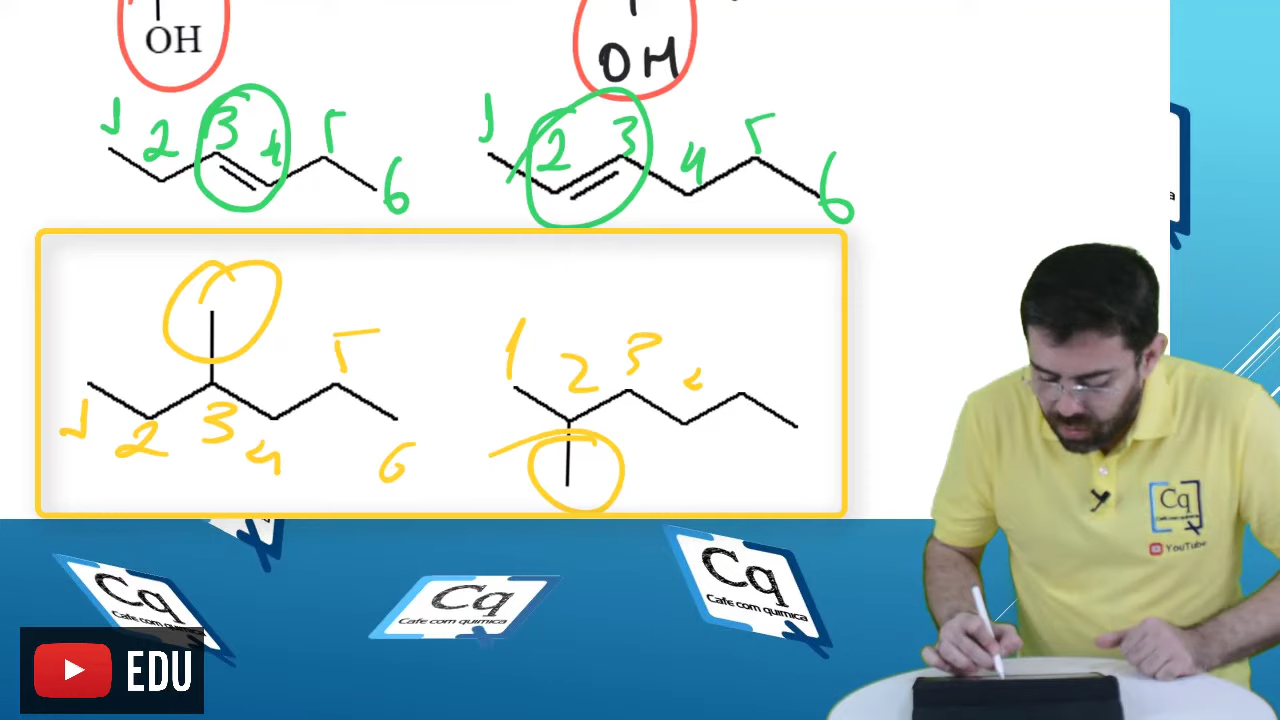 OH OH
1 2 3 4 5 6 1 2 3 4 5 6
1 2 3 4 5 6 1 2 3 4
Cq
Cafe com quimica
YouTube
Cq
Cafe com quimica
Cq
Cafe com quimica
Cq
Cafe com quimica
EDU